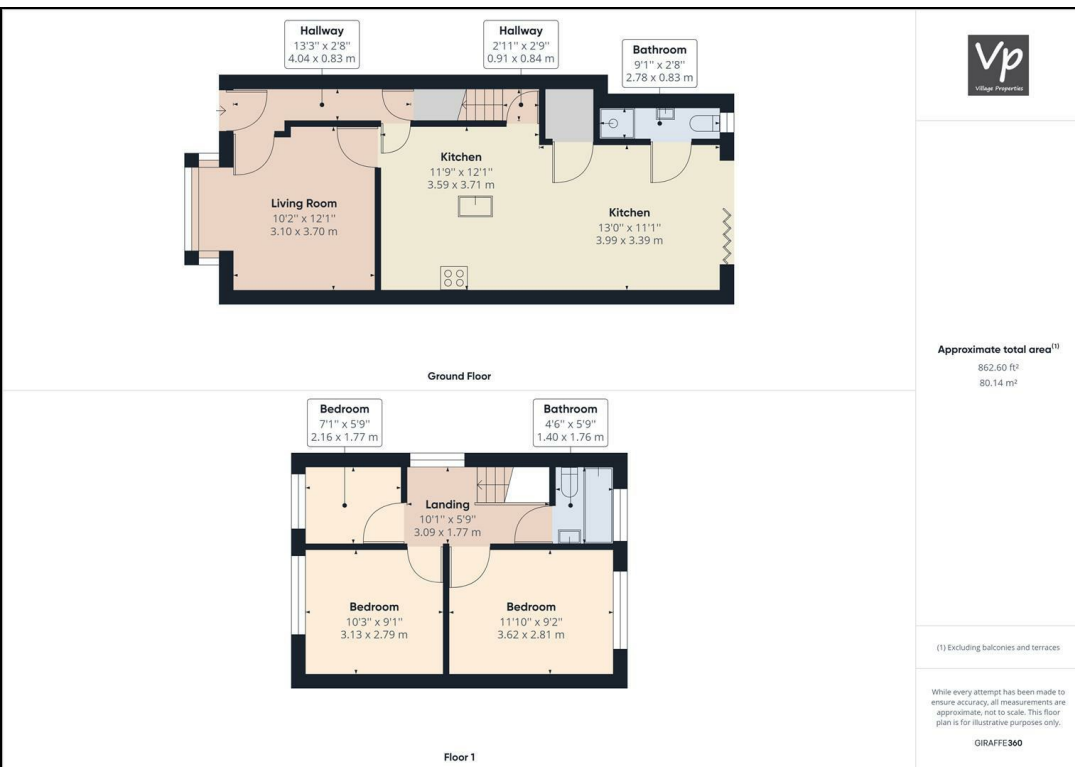 Hallway
13'3'' x 2'8''
4.04 x 0.83 m
Hallway
2'11'' x 2'9''
0.91 x 0.84 m
Bathroom
9'1'' x 2'8''
2.78 x 0.83 m
Kitchen
11'9'' x 12'1''
3.59 x 3.71 m
Living Room
10'2'' x 12'1''
3.10 x 3.70 m
Kitchen
13'0'' x 11'1''
3.99 x 3.39 m
Ground Floor
Bedroom
7'1'' x 5'9''
2.16 x 1.77 m
Bathroom
4'6'' x 5'9''
1.40 x 1.76 m
Landing
10'1'' x 5'9''
3.09 x 1.77 m
Bedroom
10'3'' x 9'1''
3.13 x 2.79 m
Bedroom
11'10'' x 9'2''
3.62 x 2.81 m
Floor 1
Vp
Village Properties
Approximate total area(1)
862.60 ft²
80.14 m²
(1) Excluding balconies and terraces
While every attempt has been made to
ensure accuracy, all measurements are
approximate, not to scale. This floor
plan is for illustrative purposes only.
GIRAFFE360